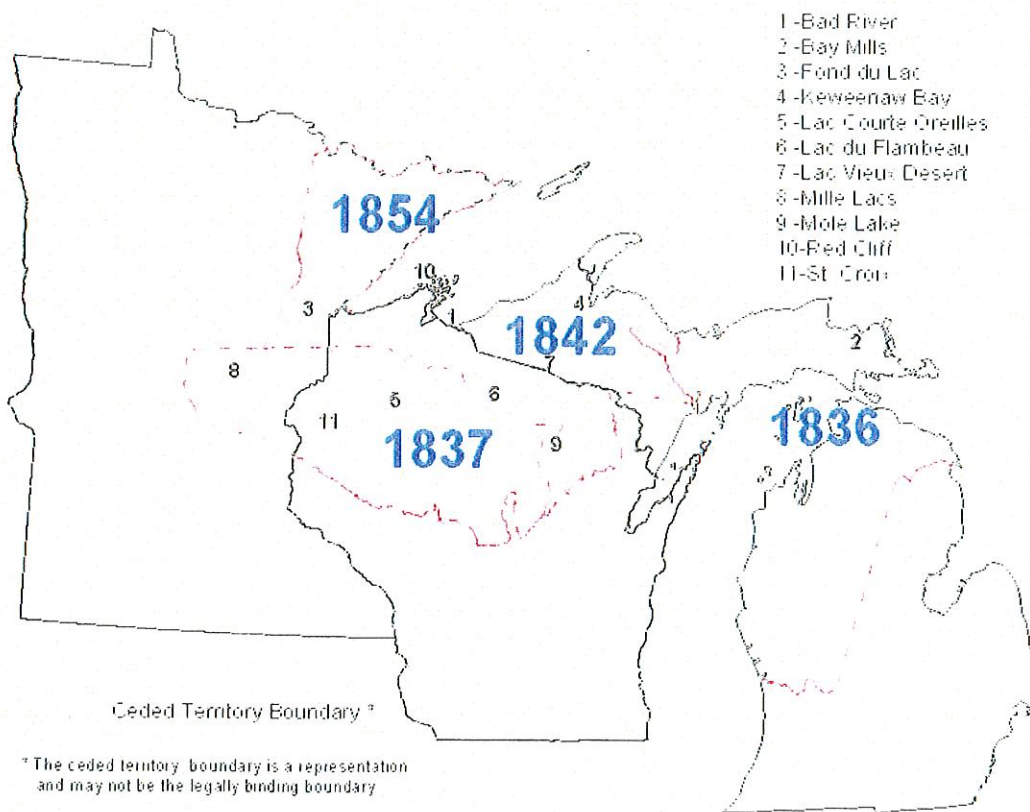 1 -Bad River
2 -Bay Mills
3 -Fond du Lac
4 -Keweenaw Bay
5 -Lac Courte Oreilles
6 -Lac du Flambeau
7 -Lac Vieux Desert
8 -Mille Lacs
9 -Mole Lake
10-Red Cliff
11-St. Croix
1854
10
3
1
4
1842
2
7
8
5
6
11
9
1837
1836
Ceded Territory Boundary *
* The ceded territory boundary is a representation
and may not be the legally binding boundary